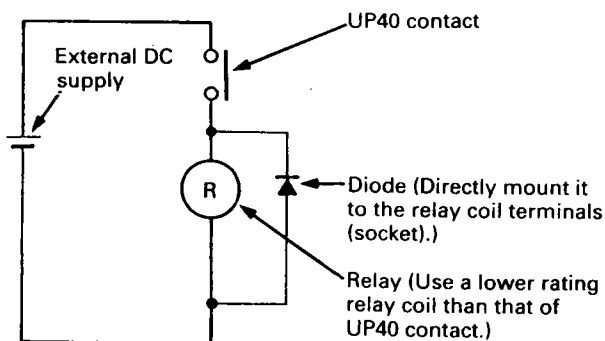 UP40 contact
External DC
supply
R
Diode (Directly mount it
to the relay coil terminals
(socket).)
Relay (Use a lower rating
relay coil than that of
UP40 contact.)